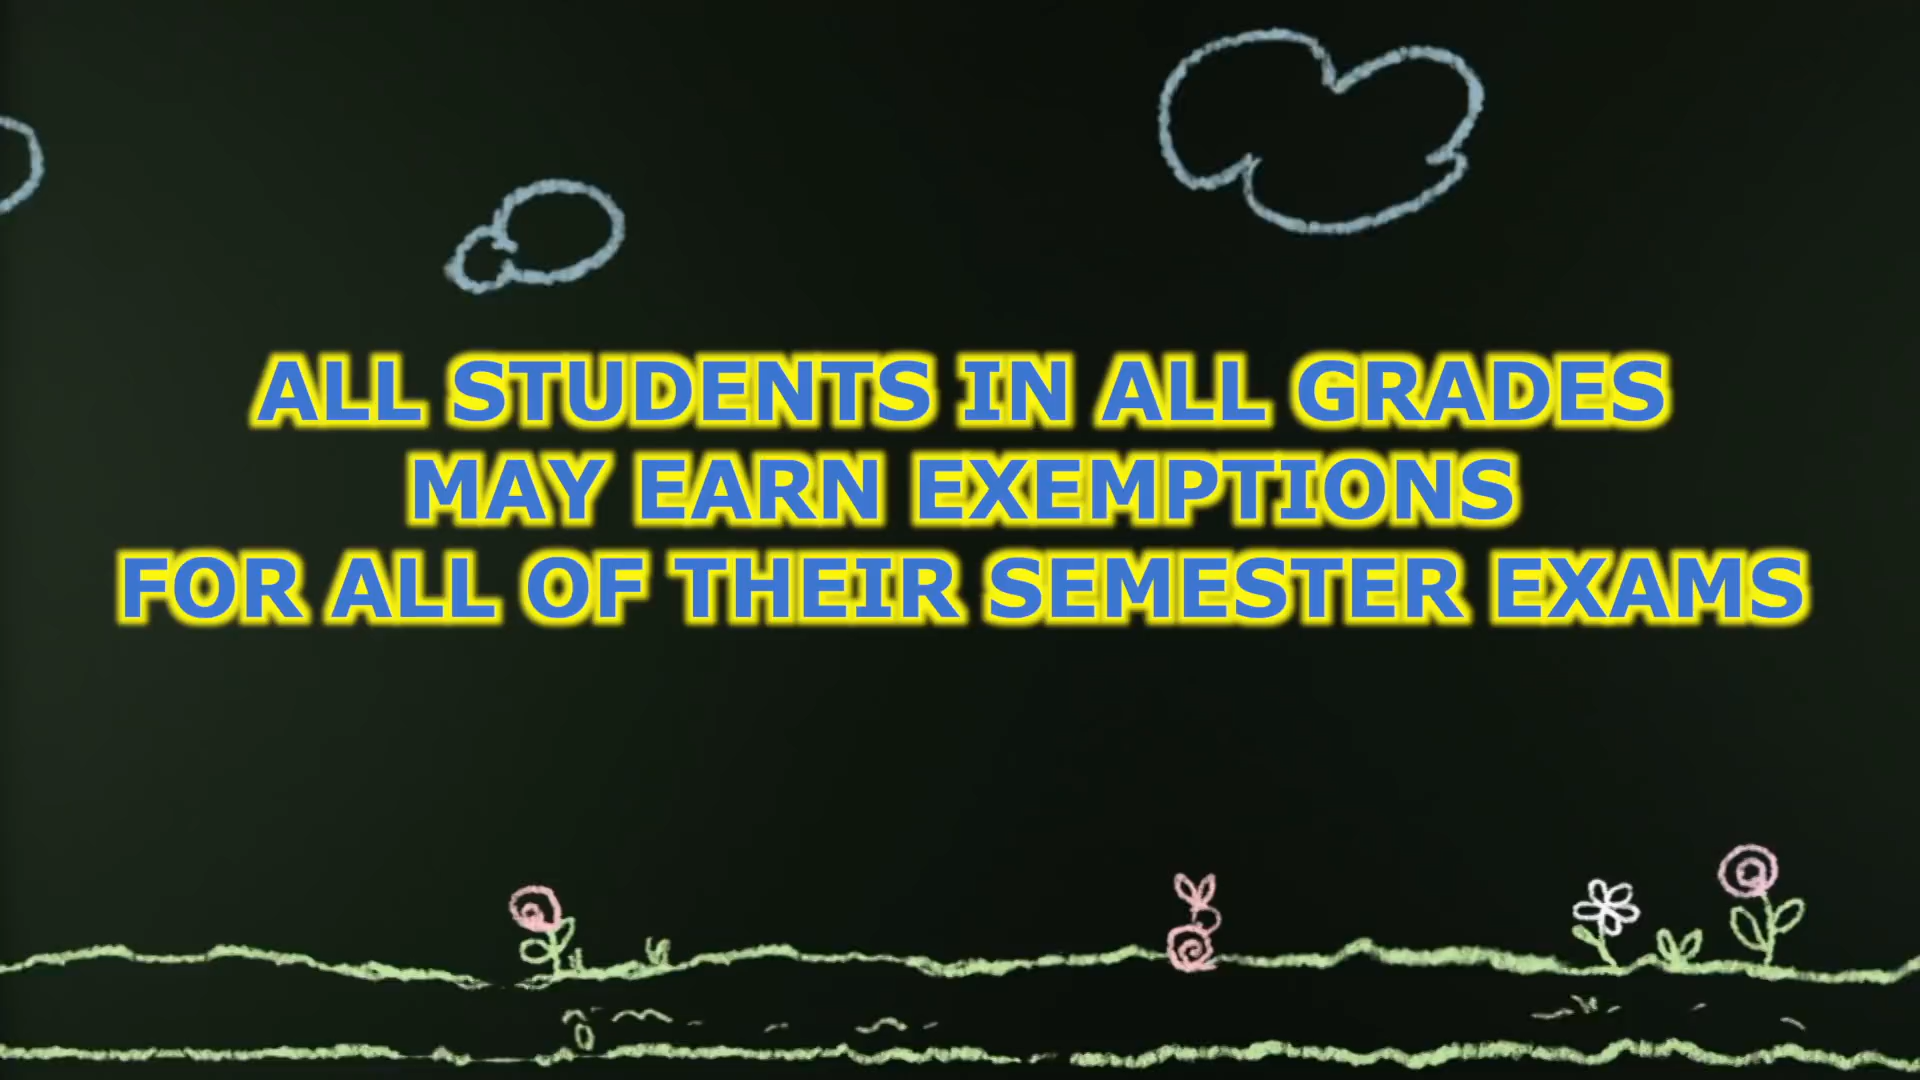 ALL STUDENTS IN ALL GRADES
MAY EARN EXEMPTIONS
FOR ALL OF THEIR SEMESTER EXAMS